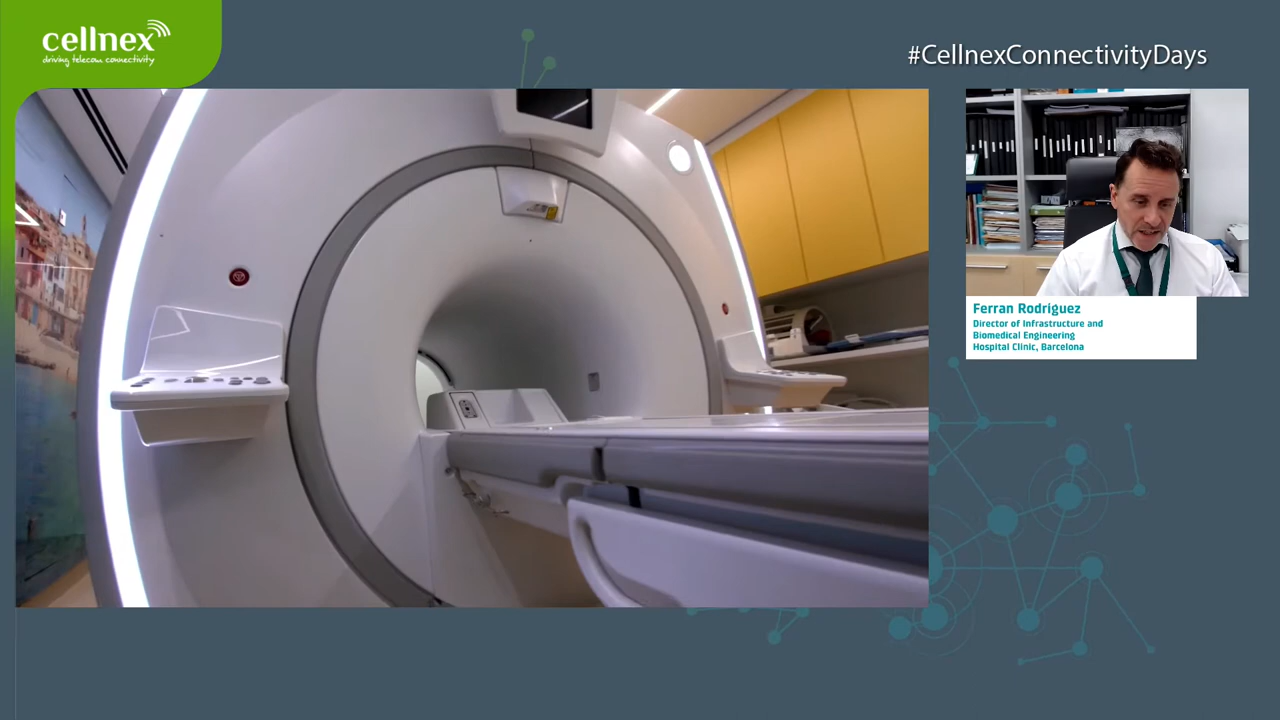 cellnex
driving telecom connectivity
#CellnexConnectivityDays
Ferran Rodríguez
Director of Infrastructure and
Biomedical Engineering
Hospital Clinic, Barcelona